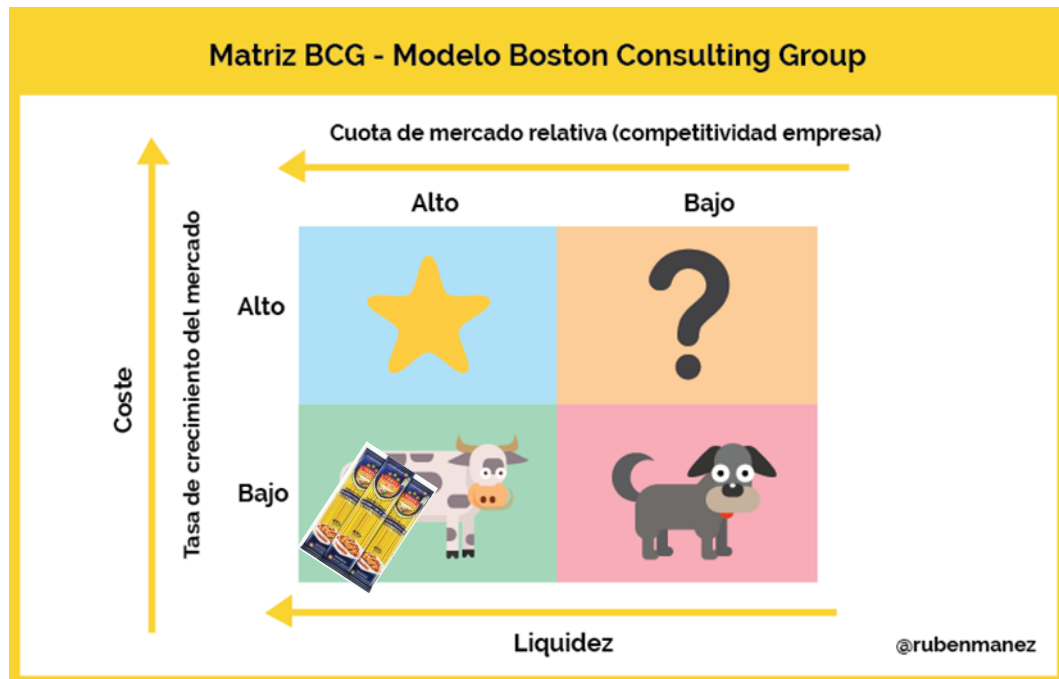 Matriz BCG - Modelo Boston Consulting Group
Cuota de mercado relativa (competitividad empresa)
Alto
Bajo
Coste
Tasa de crecimiento del mercado
Alto
Bajo
Liquidez
@rubenmanez